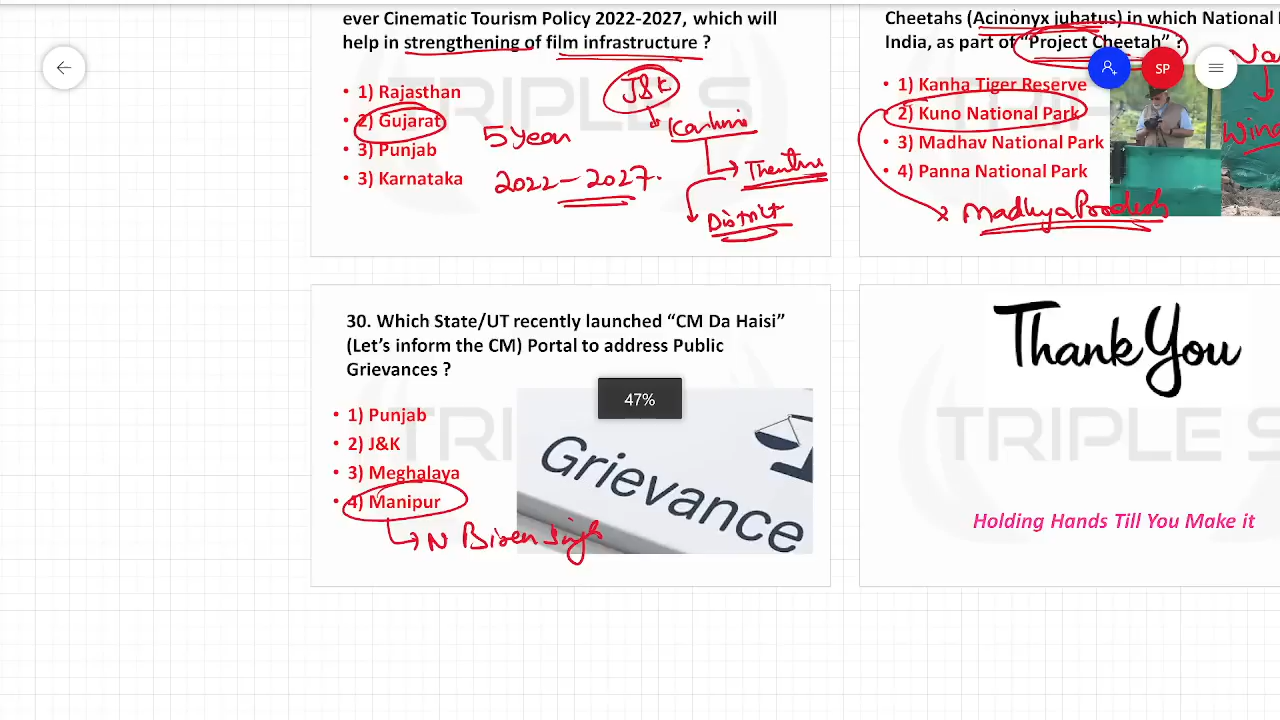 ever Cinematic Tourism Policy 2022-2027, which will
help in strengthening of film infrastructure ?
• 1) Rajasthan
• 2) Gujarat
• 3) Punjab
• 3) Karnataka
J&K
5 Year
2022-2027.
Theatre
District
Cheetahs (Acinonyx jubatus) in which National
India, as part of "Project Cheetah" ?
SP
• 1) Kanha Tiger Reserve
• 2) Kuno National Park
• 3) Madhav National Park
• 4) Panna National Park
Madhya Pradesh
TRIPLE S
30. Which State/UT recently launched "CM Da Haisi"
(Let's inform the CM) Portal to address Public
Grievances ?
• 1) Punjab
• 2) J&K
• 3) Meghalaya
• 4) Manipur
N Biren Singh
47%
Grievance
Thank You
TRIPLE S
Holding Hands Till You Make it